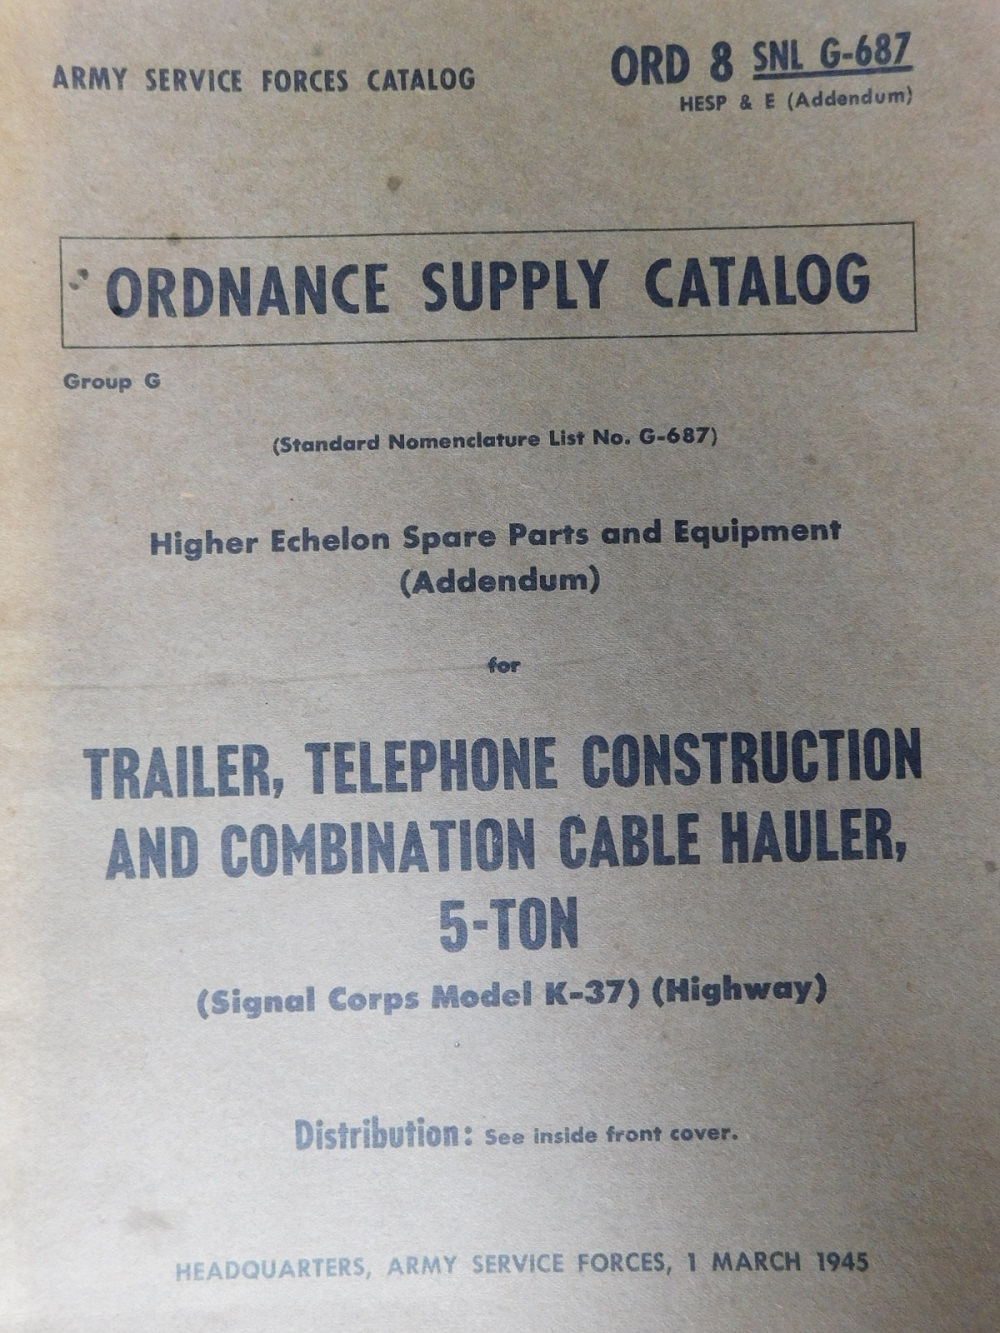 ARMY SERVICE FORCES CATALOG
ORD 8 SNL G-687
HESP & E (Addendum)
ORDNANCE SUPPLY CATALOG
Group G
(Standard Nomenclature List No. G-687)
Higher Echelon Spare Parts and Equipment
(Addendum)
for
TRAILER, TELEPHONE CONSTRUCTION
AND COMBINATION CABLE HAULER,
5-TON
(Signal Corps Model K-37) (Highway)
Distribution: See inside front cover.
HEADQUARTERS, ARMY SERVICE FORCES, 1 MARCH 1945